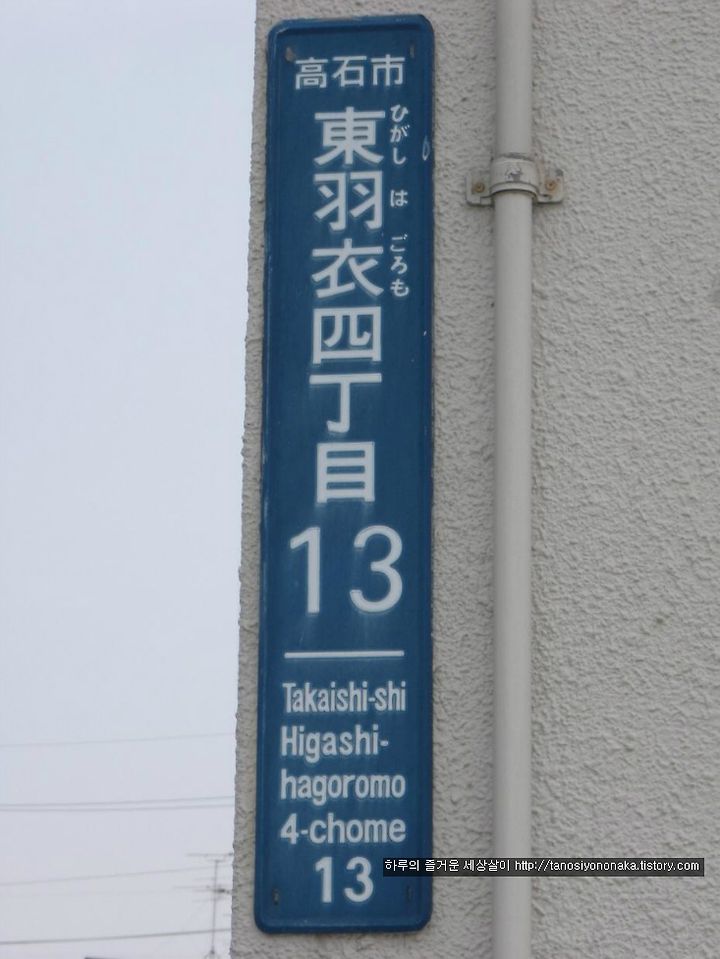 高石市
東羽衣四丁目
ひがし は ごろも
13
Takaishi-shi
Higashi-
hagoromo
4-chome
13
하루의 즐거운 세상살이 http://tanosiyononaka.tistory.com